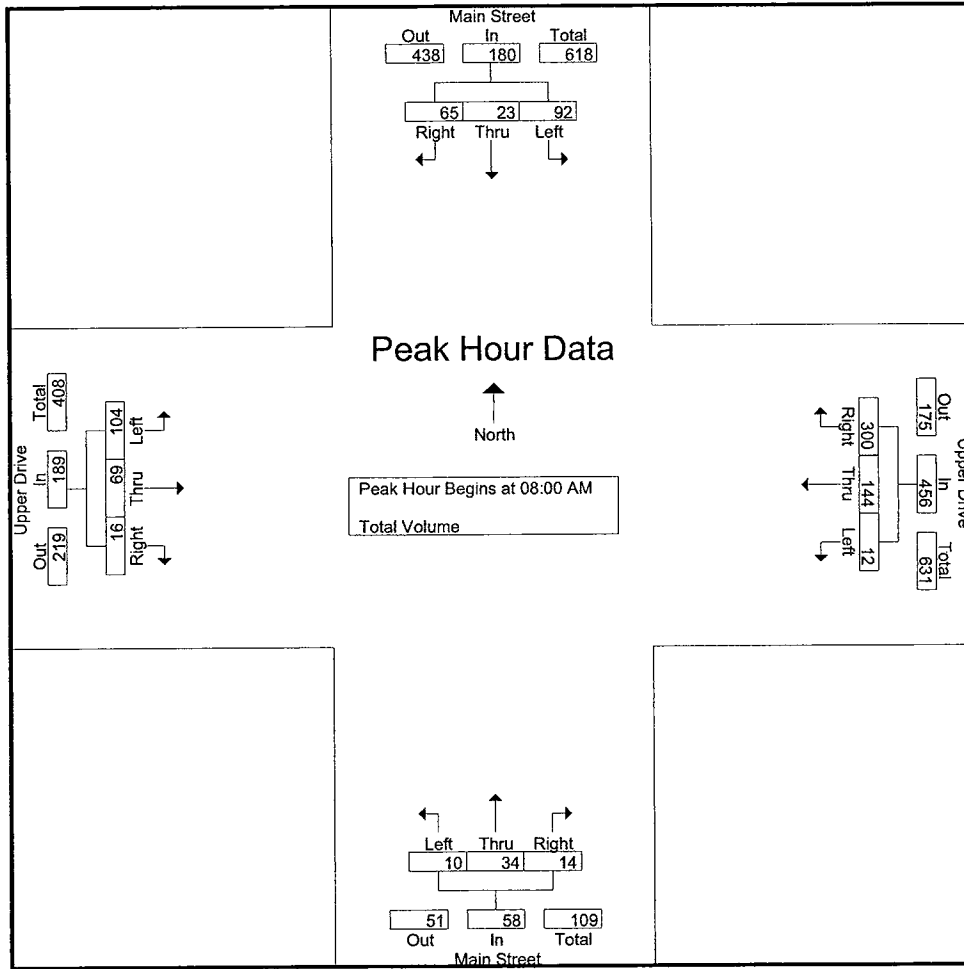 Main Street
Out In Total
438 180 618
65 23 92
Right Thru Left
Peak Hour Data
North
Peak Hour Begins at 08:00 AM
Total Volume
Upper Drive
Total In Out
408 189 219
104 69 16
Left Thru Right
Upper Drive
Out In Total
175 456 631
300 144 12
Right Thru Left
Left Thru Right
10 34 14
51 58 109
Out In Total
Main Street